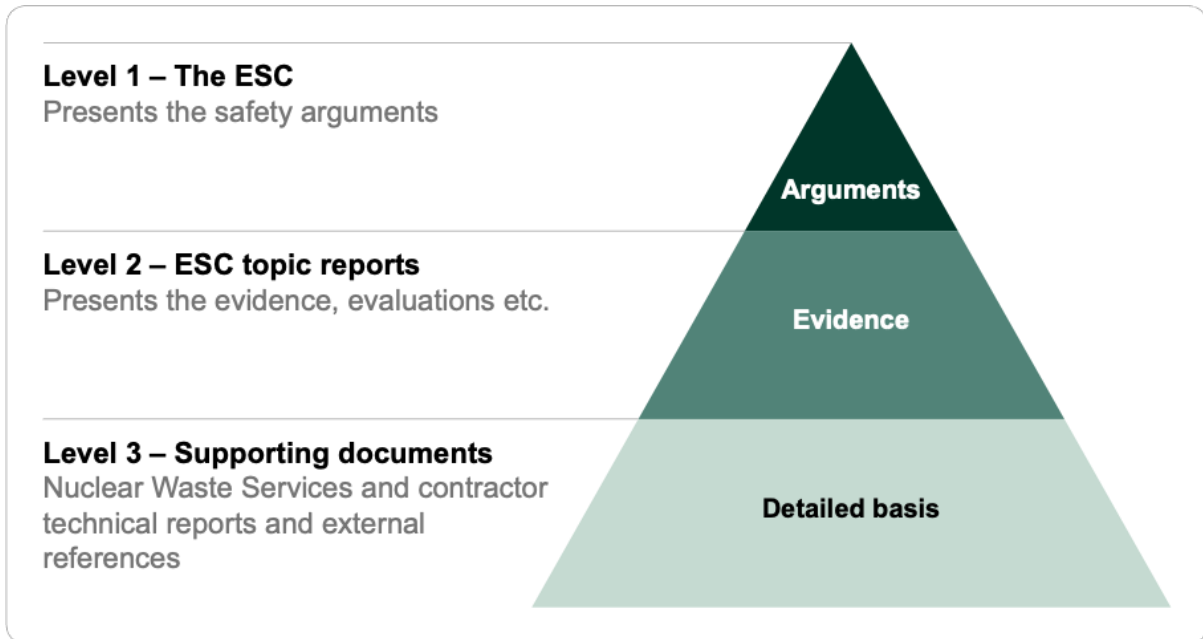 Level 1 – The ESC
Presents the safety arguments
Arguments
Level 2 – ESC topic reports
Presents the evidence, evaluations etc.
Evidence
Level 3 – Supporting documents
Nuclear Waste Services and contractor
technical reports and external
references
Detailed basis